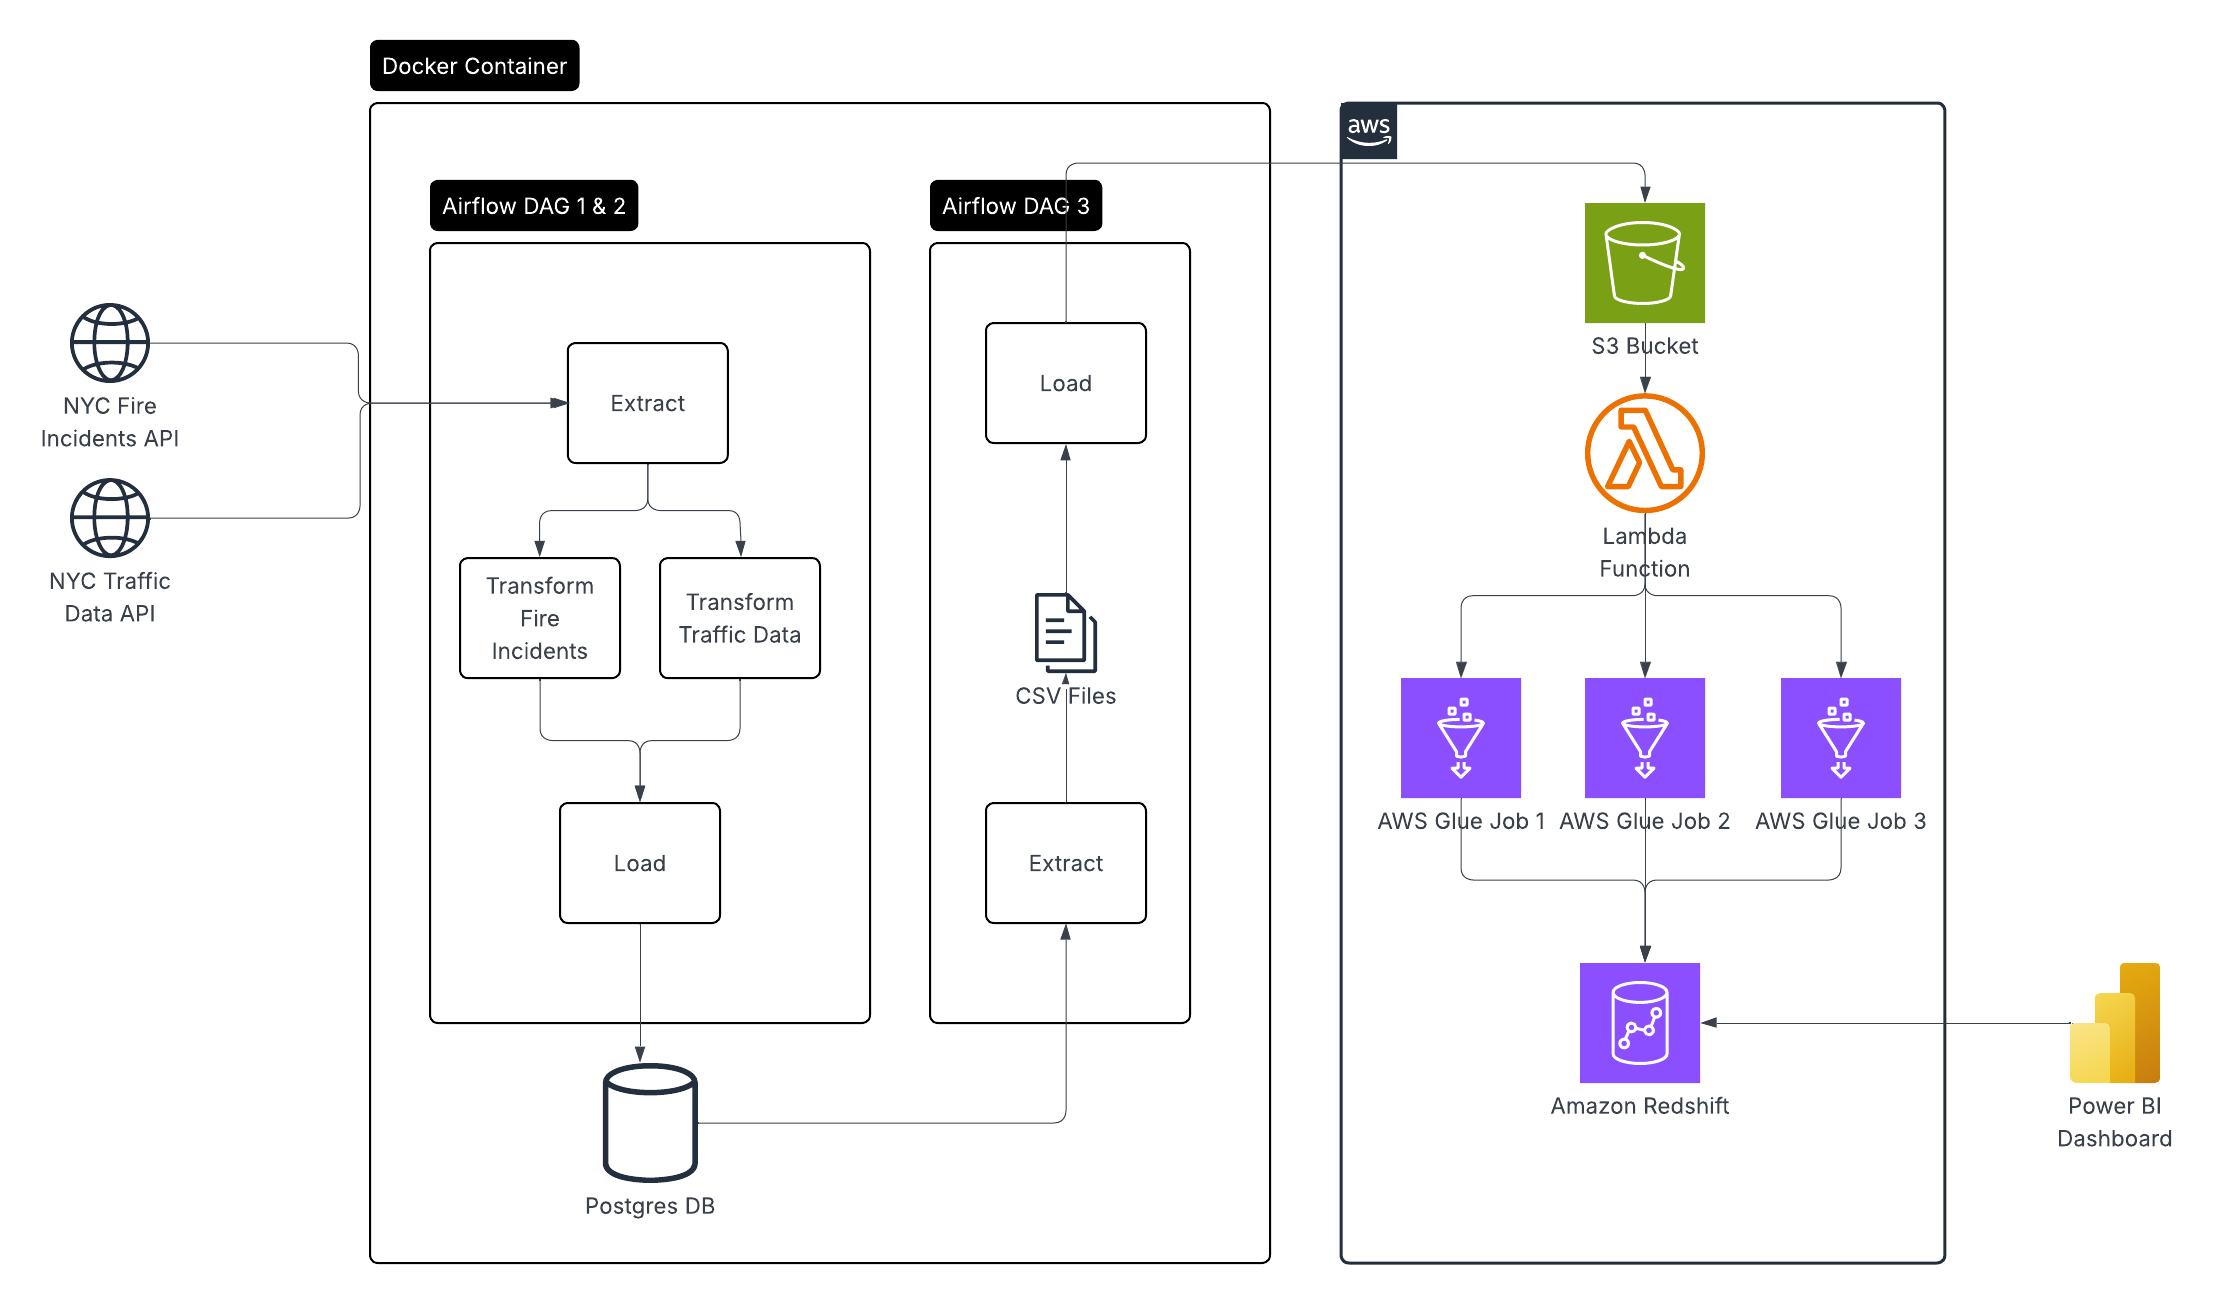 Docker Container
aws
Airflow DAG 1 & 2
Airflow DAG 3
NYC Fire
Incidents API
NYC Traffic
Data API
Extract
Transform
Fire
Incidents
Transform
Traffic Data
Load
Postgres DB
Load
CSV Files
Extract
S3 Bucket
Lambda
Function
AWS Glue Job 1
AWS Glue Job 2
AWS Glue Job 3
Amazon Redshift
Power BI
Dashboard